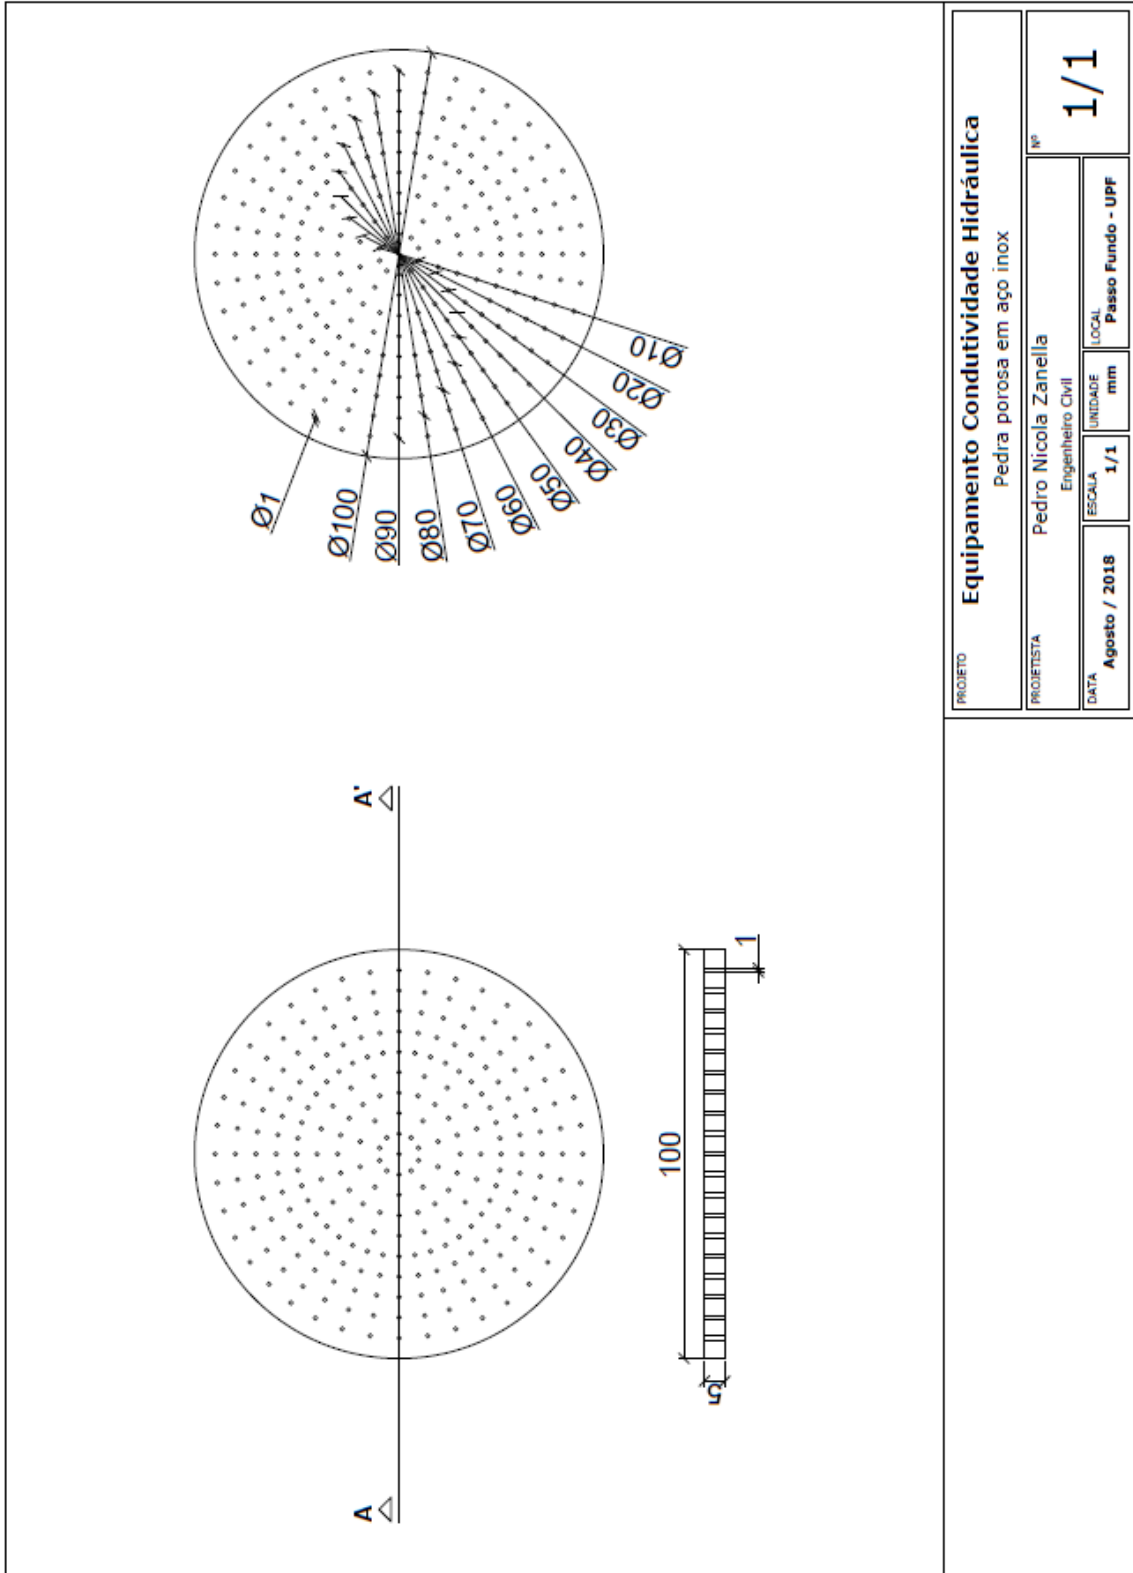 A
A'
100
5
1
Ø1
Ø100
Ø90
Ø80
Ø70
Ø60
Ø50
Ø40
Ø30
Ø20
Ø10
PROJETO
Equipamento Condutividade Hidráulica
Pedra porosa em aço inox
PROJETISTA
Pedro Nicola Zanella
Engenheiro Civil
Nº
1/1
DATA
Agosto / 2018
ESCALA
1/1
UNIDADE
mm
LOCAL
Passo Fundo - UPF